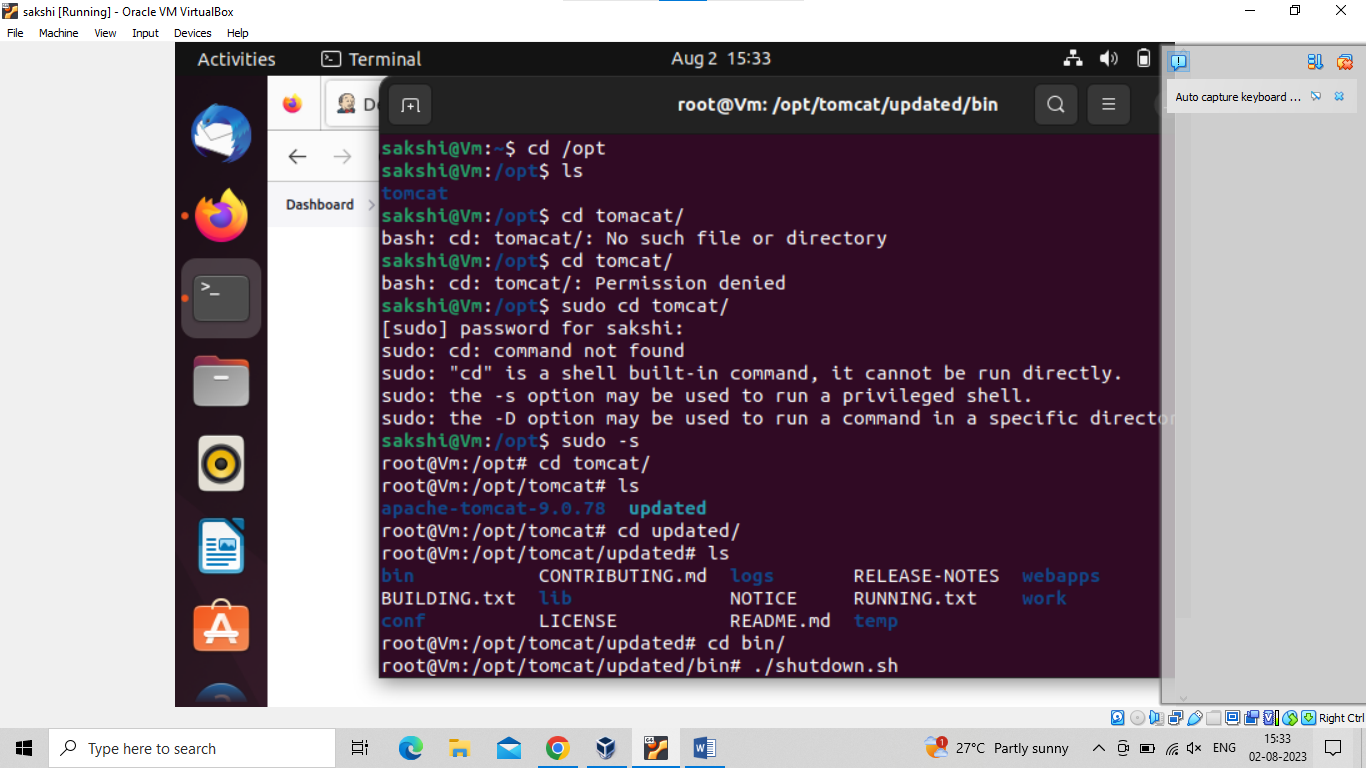 sakshi [Running] - Oracle VM VirtualBox
File Machine View Input Devices Help
Activities Terminal Aug 2 15:33
Auto capture keyboard ...
root@Vm: /opt/tomcat/updated/bin
Dashboard
sakshi@Vm:~$ cd /opt
sakshi@Vm:/opt$ ls
tomcat
sakshi@Vm:/opt$ cd tomacat/
bash: cd: tomacat/: No such file or directory
sakshi@Vm:/opt$ cd tomcat/
bash: cd: tomcat/: Permission denied
sakshi@Vm:/opt$ sudo cd tomcat/
[sudo] password for sakshi:
sudo: cd: command not found
sudo: "cd" is a shell built-in command, it cannot be run directly.
sudo: the -s option may be used to run a privileged shell.
sudo: the -D option may be used to run a command in a specific director
sakshi@Vm:/opt$ sudo -s
root@Vm:/opt# cd tomcat/
root@Vm:/opt/tomcat# ls
apache-tomcat-9.0.78 updated
root@Vm:/opt/tomcat# cd updated/
root@Vm:/opt/tomcat/updated# ls
bin CONTRIBUTING.md logs RELEASE-NOTES webapps
BUILDING.txt lib NOTICE RUNNING.txt work
conf LICENSE README.md temp
root@Vm:/opt/tomcat/updated# cd bin/
root@Vm:/opt/tomcat/updated/bin# ./shutdown.sh
Right Ctrl
Type here to search
27°C Partly sunny
ENG
15:33
02-08-2023